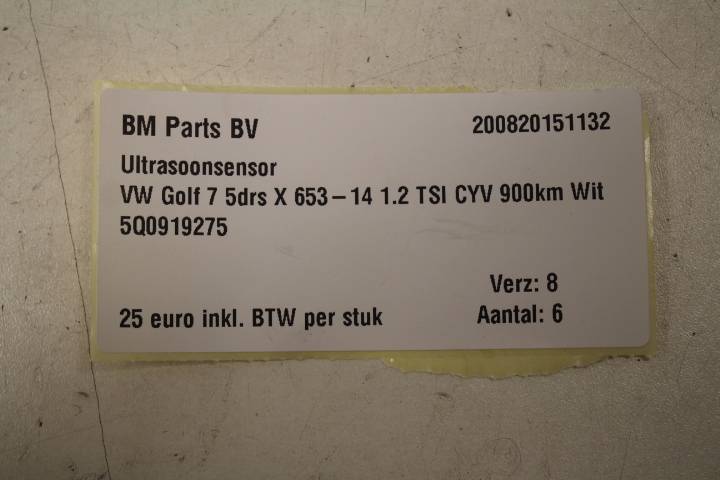 BM Parts BV 200820151132
Ultrasoonsensor
VW Golf 7 5drs X 653-14 1.2 TSI CYV 900km Wit
5Q0919275
Verz: 8
25 euro inkl. BTW per stuk Aantal: 6